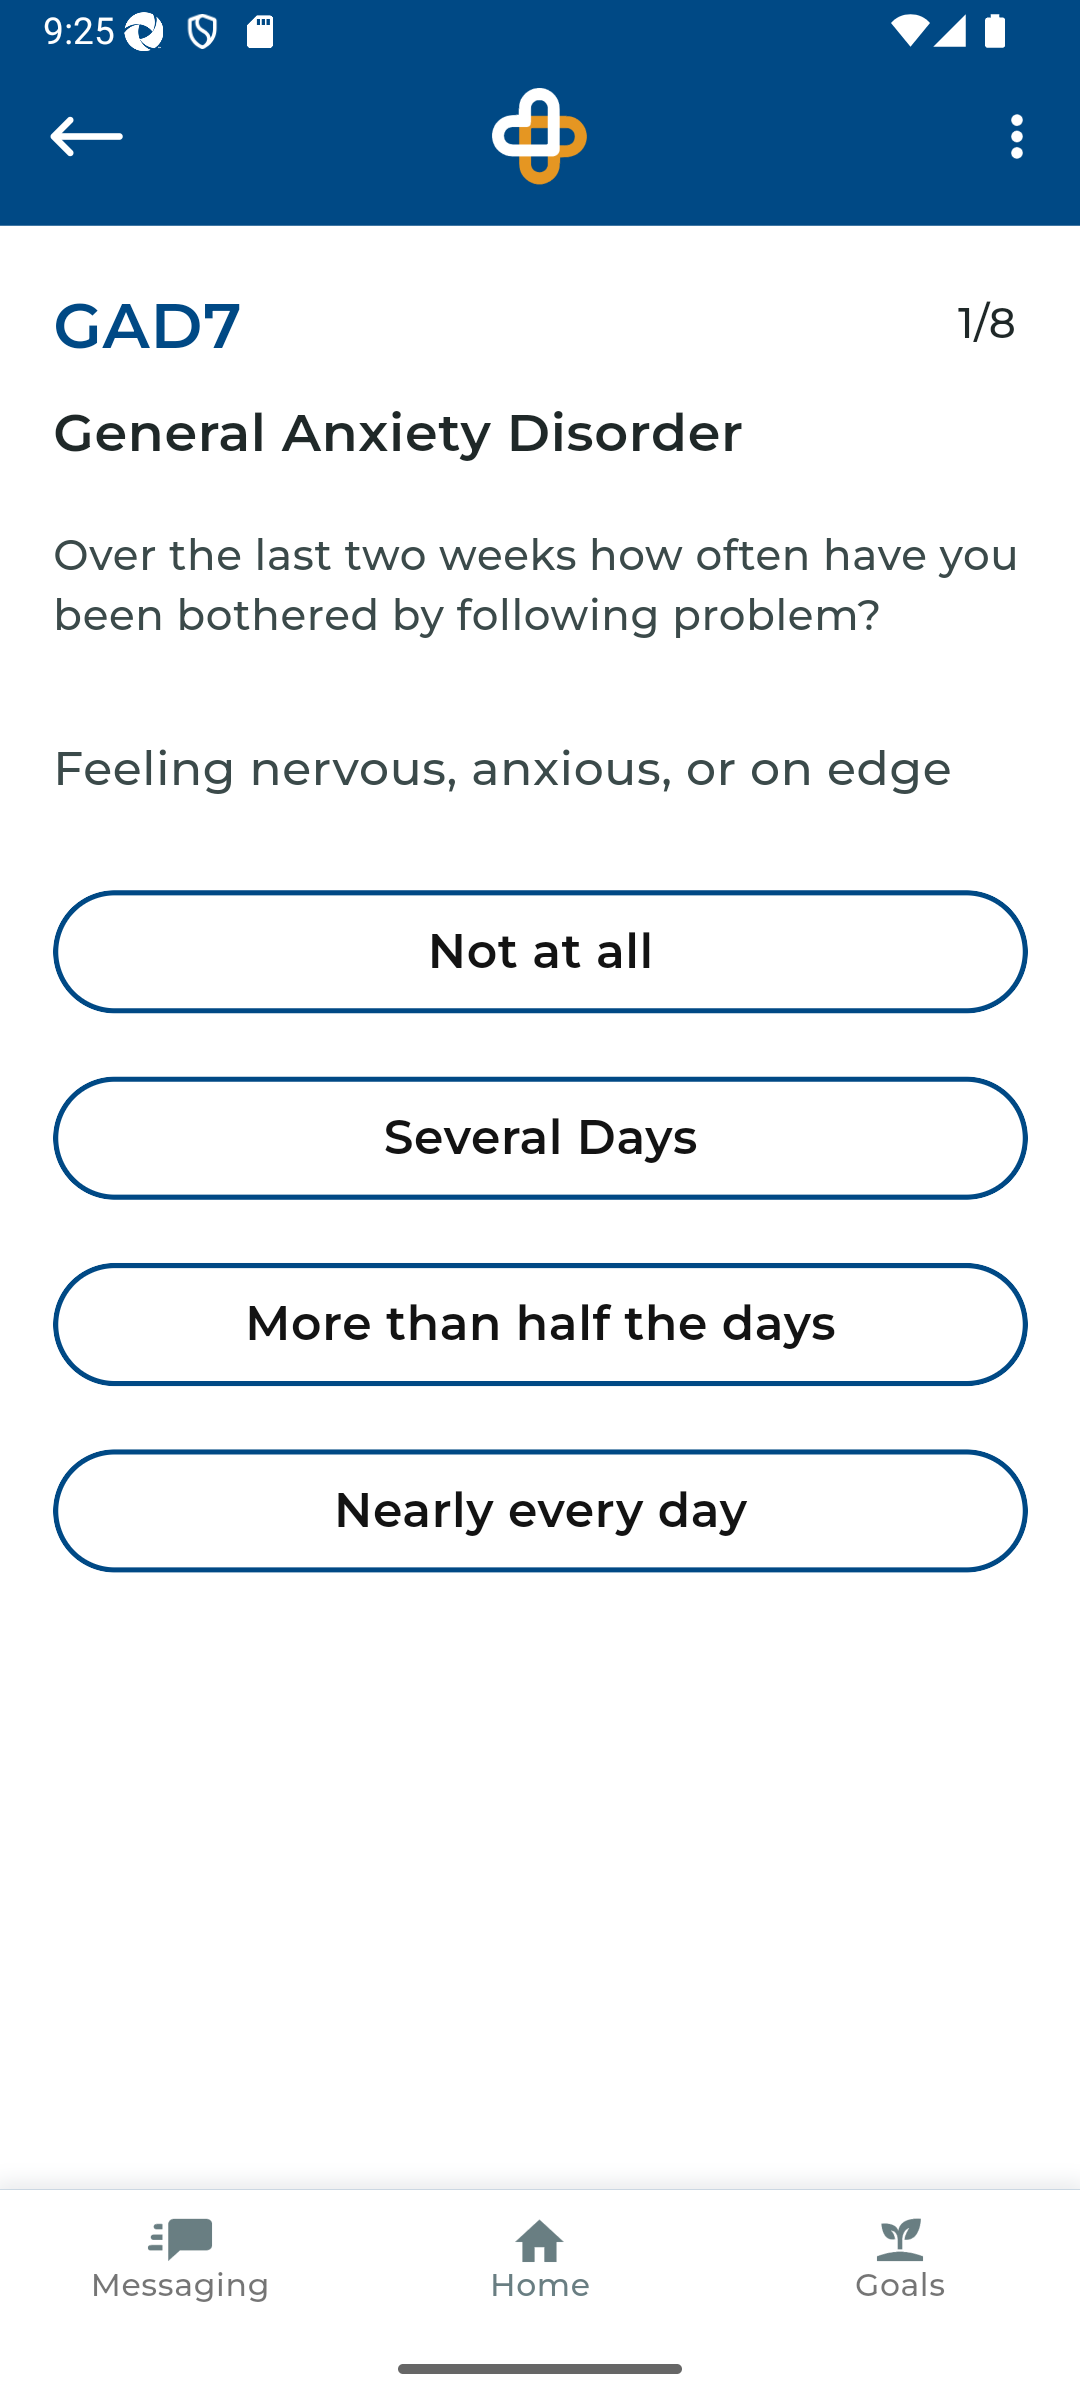 9:25
GAD7
1/8
General Anxiety Disorder
Over the last two weeks how often have you
been bothered by following problem?
Feeling nervous, anxious, or on edge
Not at all
Several Days
More than half the days
Nearly every day
Messaging
Home
Goals